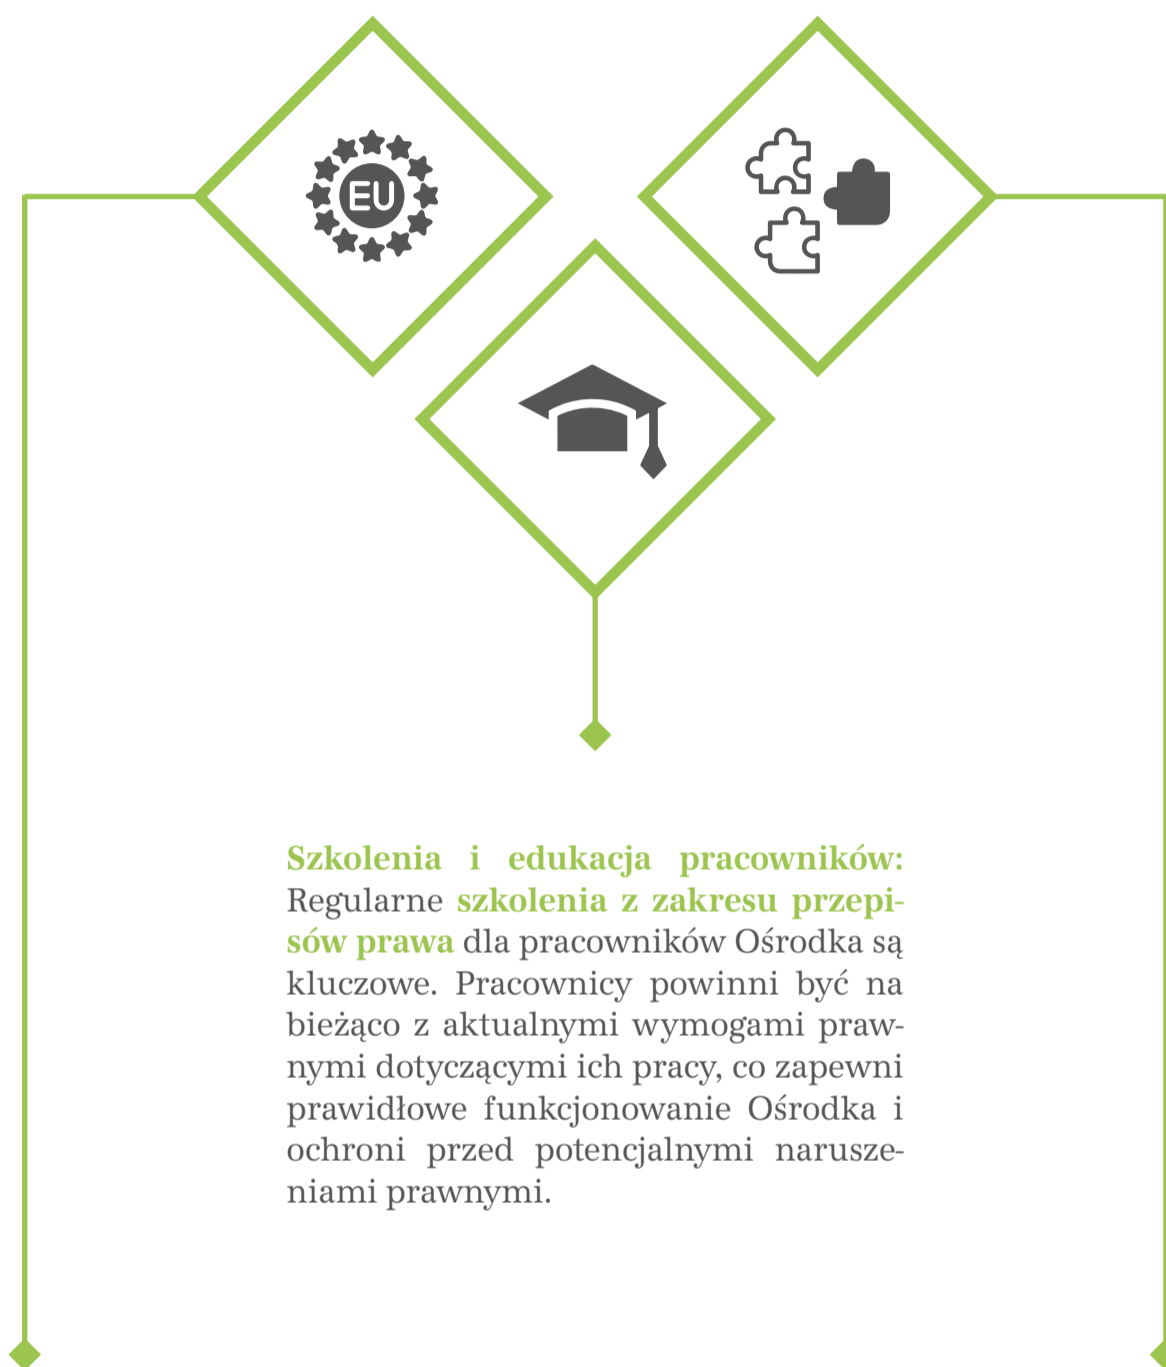 EU
Szkolenia i edukacja pracowników:
Regularne szkolenia z zakresu przepi-
sów prawa dla pracowników Ośrodka są
kluczowe. Pracownicy powinni być na
bieżąco z aktualnymi wymogami praw-
nymi dotyczącymi ich pracy, co zapewni
prawidłowe funkcjonowanie Ośrodka i
ochroni przed potencjalnymi narusze-
niami prawnymi.